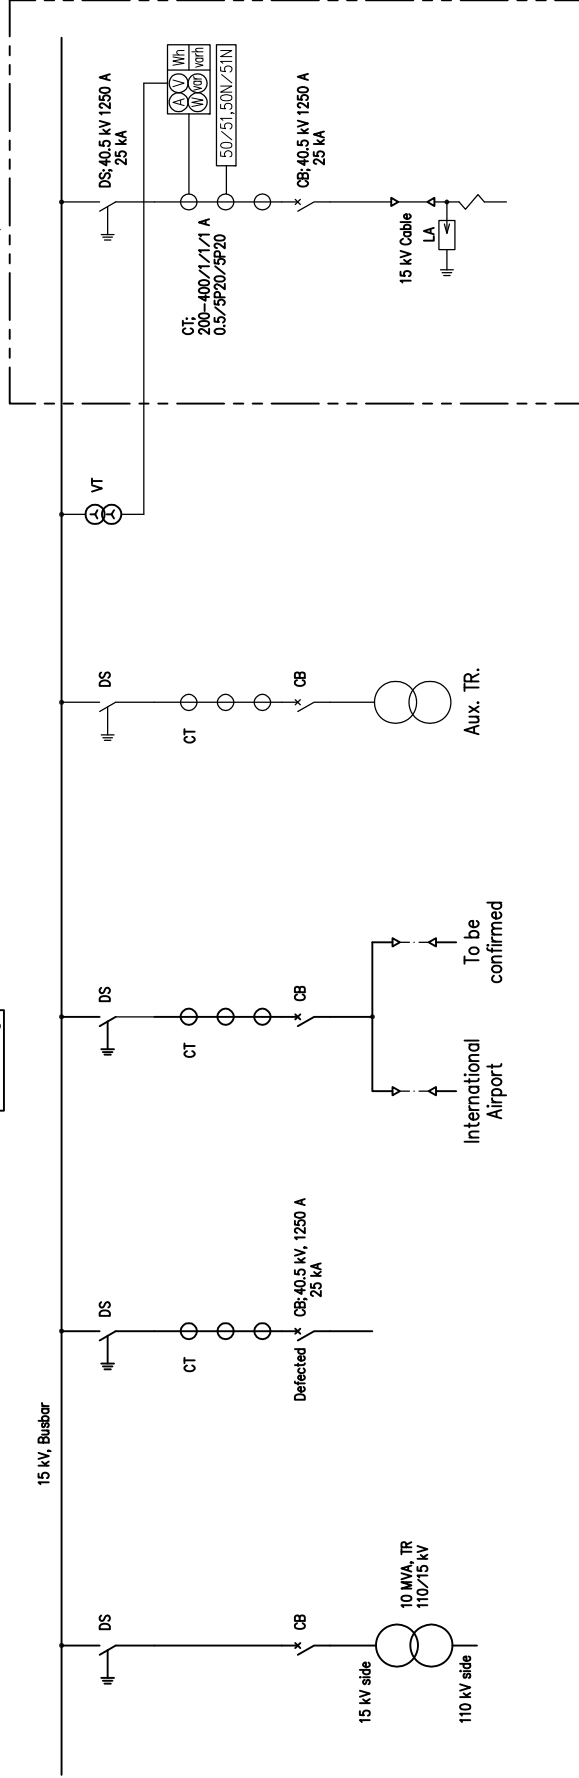 15 kV, Busbar
DS
CB
15 kV side
10 MVA, TR
110/15 kV
110 kV side
DS
CT
Defected
CB; 40.5 kV, 1250 A
25 kA
DS
CT
CB
International
Airport
To be
confirmed
DS
CT
CB
Aux. TR.
VT
DS; 40.5 kV 1250 A
25 kA
A V Wh
W var varh
50/51,50N/51N
CT;
200-400/1/1/1 A
0.5/5P20/5P20
CB; 40.5 kV 1250 A
25 kA
15 kV Cable
LA